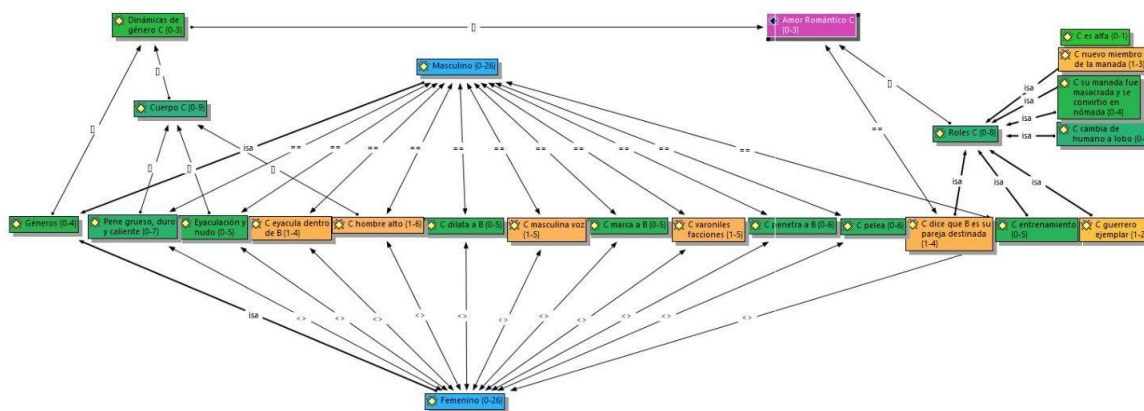 Dinámicas de
género C {0-3}
Amor Romántico C
{0-3}
[]
C es alfa {0-1}
C nuevo miembro
de la manada {1-3}
C su manada fue
masacrada y se
convirtio en
nómada {0-4}
C cambia de
humano a lobo {0-
Masculino {0-26}
[]
[]
isa
isa
isa
isa
Cuerpo C {0-9}
Roles C {0-8}
[]
[]
[]
isa
[]
==
==
==
==
==
==
==
==
==
==
==
isa
isa
isa
Géneros {0-4}
Pene grueso, duro
y caliente {0-7}
Eyaculación y
nudo {0-5}
C eyacula dentro
de B {1-4}
C hombre alto {1-6}
C dilata a B {0-5}
C masculina voz
{1-5}
C marca a B {0-5}
C varoniles
facciones {1-5}
C penetra a B {0-6}
C pelea {0-6}
C dice que B es su
pareja destinada
{1-4}
C entrenamiento
{0-5}
C guerrero
ejemplar {1-2
isa
<>
<>
<>
<>
<>
<>
<>
<>
<>
<>
<>
Femenino {0-26}